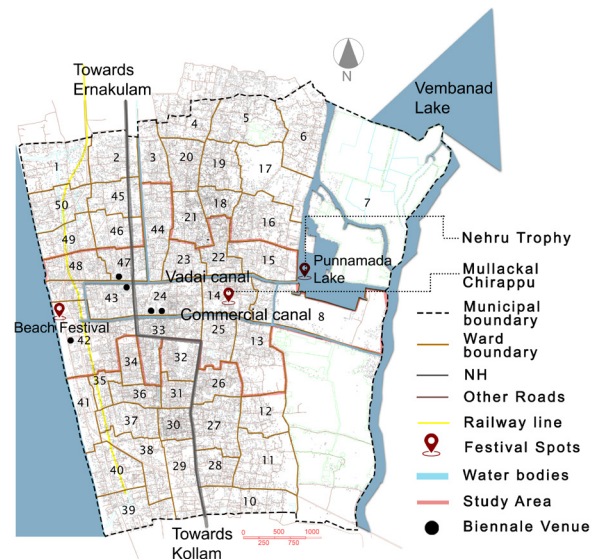 Towards
Ernakulam
N
Vembanad
Lake
4
5
6
1
2
3
20
19
17
7
50
45
18
44
21
16
49
46
Nehru Trophy
48
47
23
22
15
Punnamada
Lake
Mullackal
Chirappu
Vadai canal
43
24
14
Beach Festival
Commercial canal
8
Municipal
boundary
42
33
25
13
Ward
boundary
34
32
NH
35
36
31
26
Other Roads
41
12
Railway line
37
30
27
Festival Spots
38
40
29
28
11
Water bodies
10
Study Area
39
Towards
Kollam
0
500
1000
250
750
Biennale Venue